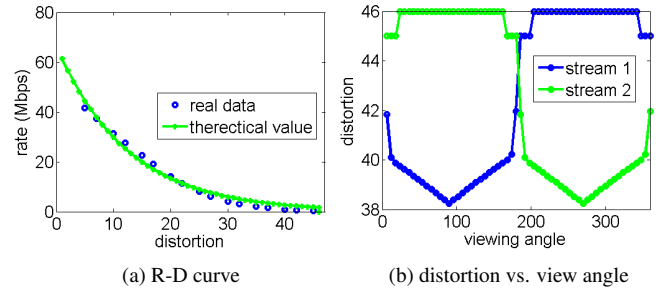 80
60
40
20
0
rate (Mbps)
real data
therectical value
0 10 20 30 40
distortion
(a) R-D curve
46
44
42
40
38
distortion
stream 1
stream 2
0 100 200 300
viewing angle
(b) distortion vs. view angle